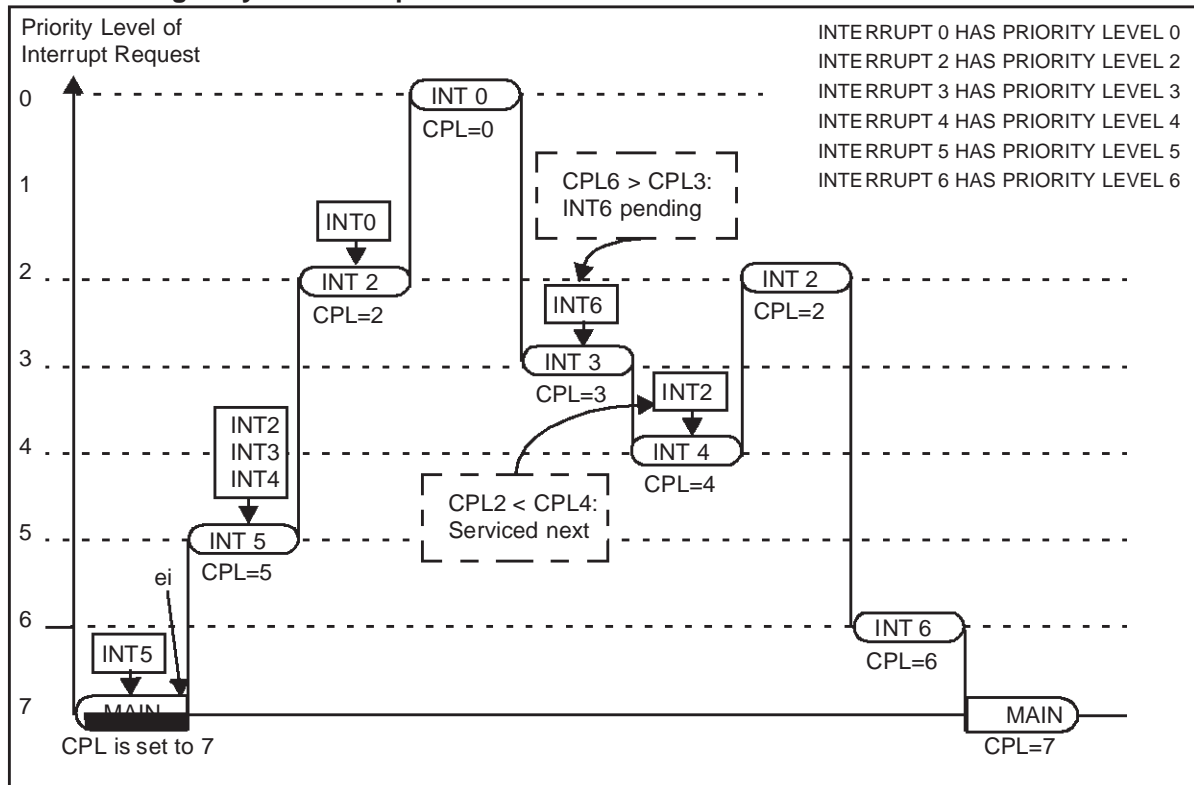 Priority Level of
Interrupt Request
INTERRUPT 0 HAS PRIORITY LEVEL 0
INTERRUPT 2 HAS PRIORITY LEVEL 2
INTERRUPT 3 HAS PRIORITY LEVEL 3
INTERRUPT 4 HAS PRIORITY LEVEL 4
INTERRUPT 5 HAS PRIORITY LEVEL 5
INTERRUPT 6 HAS PRIORITY LEVEL 6
0
INT 0
CPL=0
1
CPL6 > CPL3:
INT6 pending
INT0
2
INT 2
CPL=2
INT 2
CPL=2
INT6
3
INT 3
CPL=3
INT2
INT2
INT3
INT4
4
INT 4
CPL=4
CPL2 < CPL4:
Serviced next
5
INT 5
CPL=5
ei
6
INT 6
CPL=6
INT5
7
MAIN
CPL is set to 7
MAIN
CPL=7